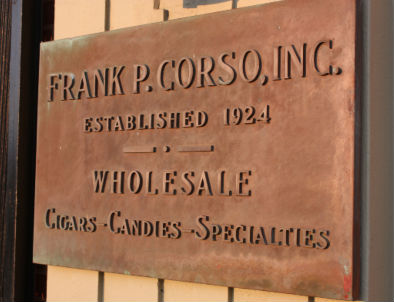 FRANK P. CORSO, INC.
ESTABLISHED 1924
WHOLESALE
CIGARS-CANDIES-SPECIALTIES